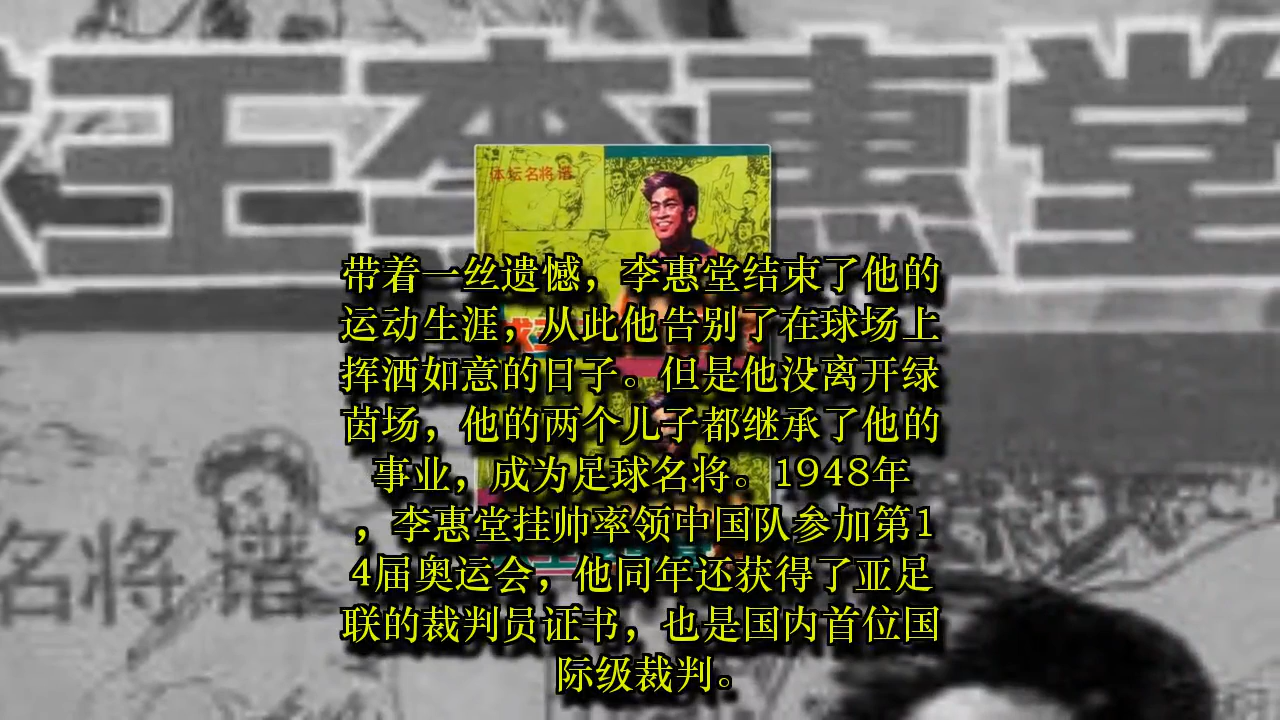 王李惠堂
体坛名将谱
带着一丝遗憾，李惠堂结束了他的
运动生涯，从此他告别了在球场上
挥洒如意的日子。但是他没离开绿
茵场，他的两个儿子都继承了他的
事业，成为足球名将。1948年
，李惠堂挂帅率领中国队参加第1
4届奥运会，他同年还获得了亚足
联的裁判员证书，也是国内首位国
际级裁判。
名将谱